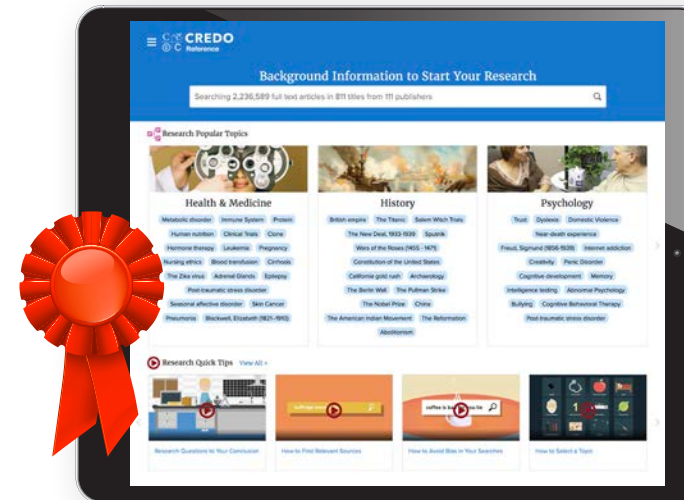 CREDO
Reference
Background Information to Start Your Research
Searching 2,236,589 full text articles in 811 titles from 111 publishers
Research Popular Topics
Health & Medicine
Metabolic disorder Immune System Protein
Human nutrition Clinical Trials Clone
Hormone therapy Leukemia Pregnancy
Nursing ethics Blood transfusion Cirrhosis
The Zika virus Adrenal Glands Epilepsy
Post-traumatic stress disorder
Seasonal affective disorder Skin Cancer
Pneumonia Blackwell, Elizabeth (1821-1910)
History
British empire The Titanic Salem Witch Trials
The New Deal, 1933-1939 Sputnik
Wars of the Roses (1455 - 1471)
Constitution of the United States
California gold rush Archaeology
The Berlin Wall The Pullman Strike
The Nobel Prize China
The American Indian Movement The Reformation
Abolitionism
Psychology
Trust Dyslexia Domestic Violence
Near-death experience
Freud, Sigmund (1856-1939) Internet addiction
Creativity Panic Disorder
Cognitive development Memory
Intelligence testing Abnormal Psychology
Bullying Cognitive Behavioral Therapy
Post-traumatic stress disorder
Research Quick Tips View All
Research Questions to Your Conclusion
How to Find Relevant Sources
coffee is
How to Avoid Bias in Your Searches
How to Select a Topic